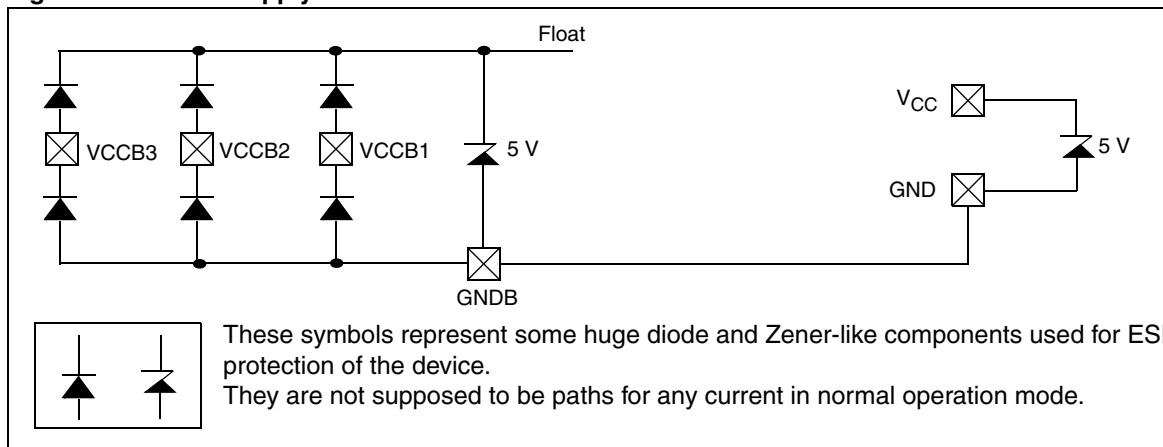 Float
V_CC
VCCB3
VCCB2
VCCB1
5 V
5 V
GND
GNDB
These symbols represent some huge diode and Zener-like components used for
protection of the device.
They are not supposed to be paths for any current in normal operation mode.